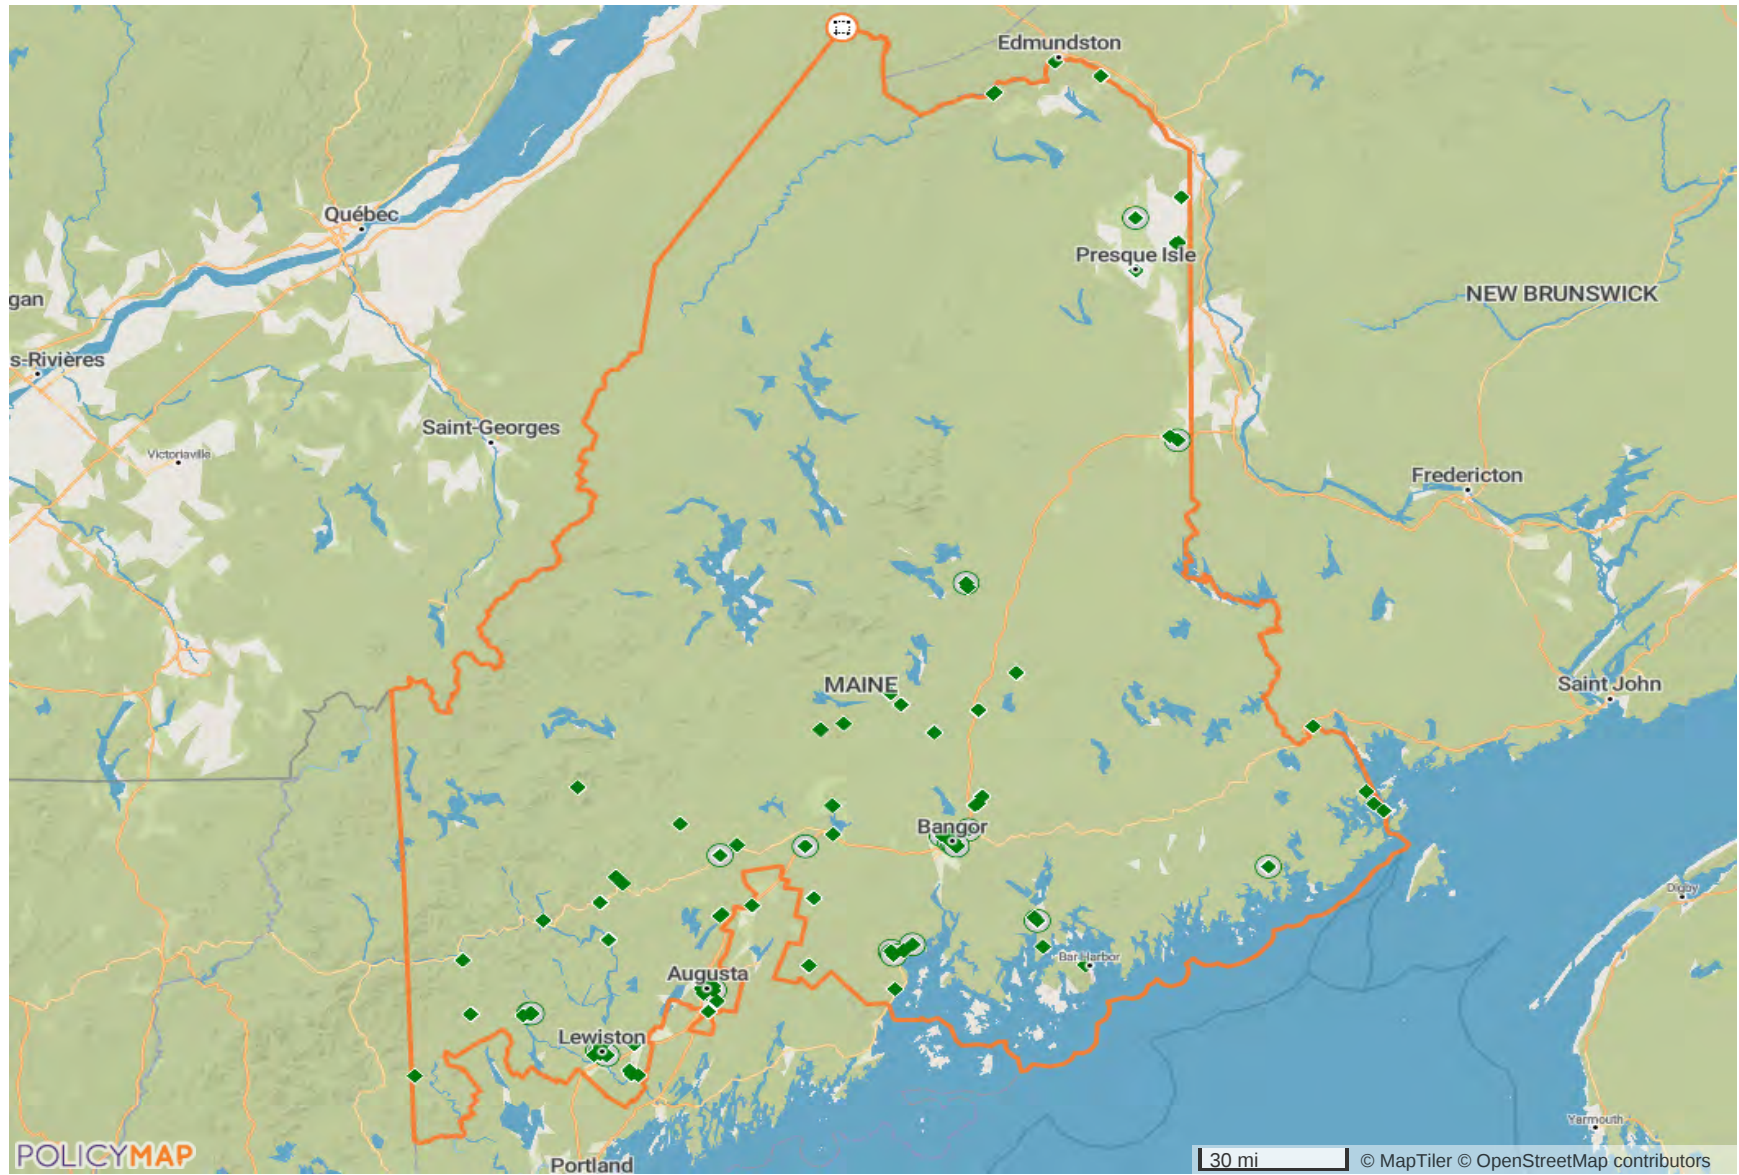 Edmundston
Québec
Presque Isle
NEW BRUNSWICK
gan
s-Rivières
Saint-Georges
Victoriaville
Fredericton
MAINE
Saint John
Bangor
Digby
Bar Harbor
Augusta
Lewiston
Yarmouth
POLICYMAP
Portland
30 mi
© MapTiler © OpenStreetMap contributors